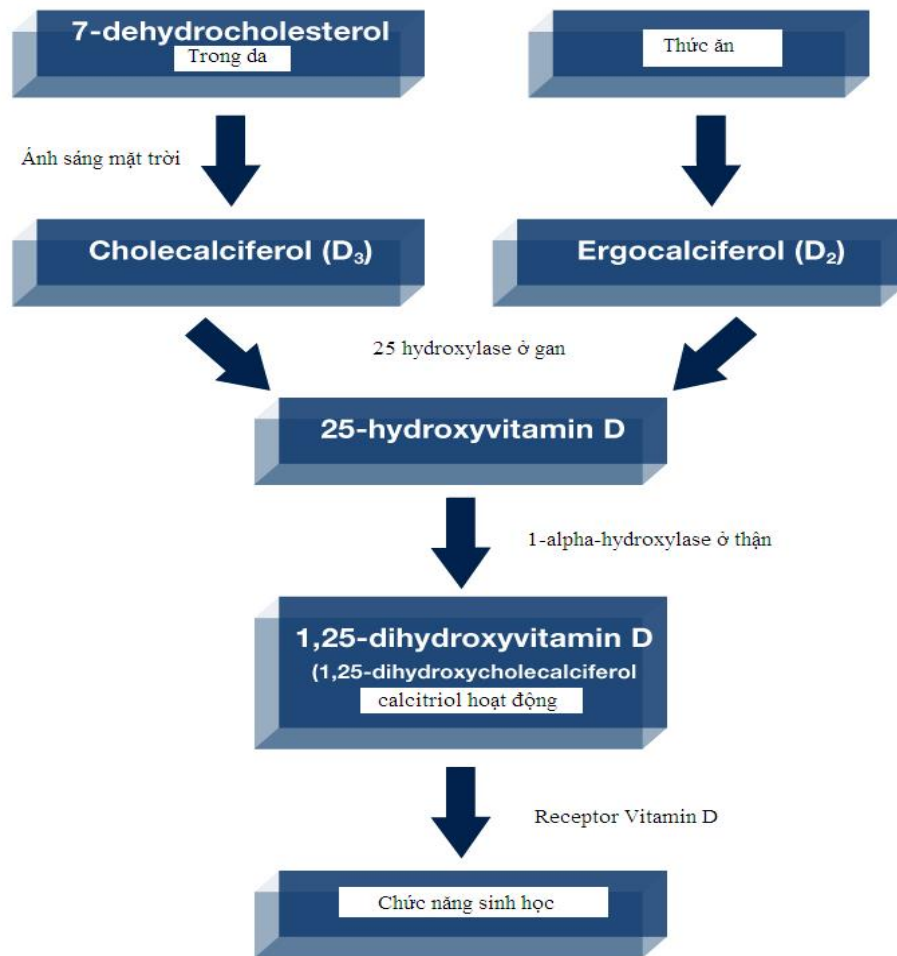 7-dehydrocholesterol
Trong da
Thức ăn
Ánh sáng mặt trời
Cholecalciferol (D₃)
Ergocalciferol (D₂)
25 hydroxylase ở gan
25-hydroxyvitamin D
1-alpha-hydroxylase ở thận
1,25-dihydroxyvitamin D
(1,25-dihydroxycholecalciferol
calcitriol hoạt động
Receptor Vitamin D
Chức năng sinh học